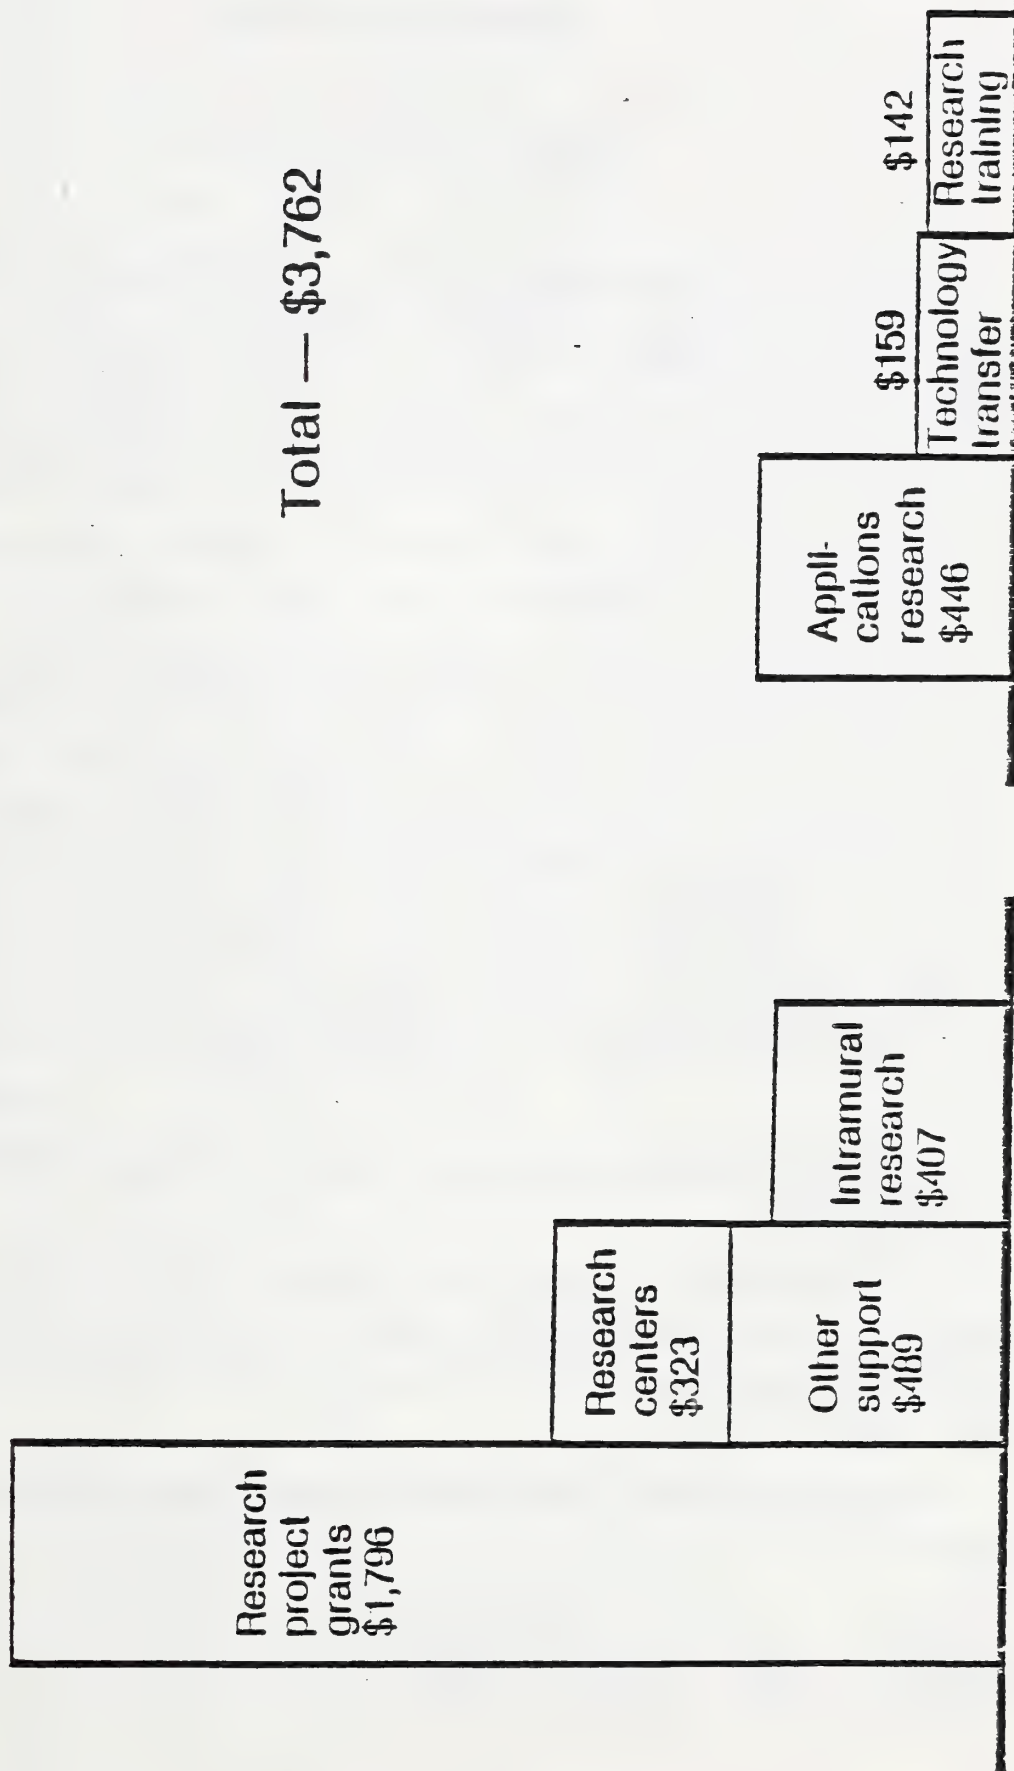 Total — $3,762
Research
project
grants
$1,796
Research
centers
$323
Other
support
$489
Intramural
research
$407
Appli-
cations
research
$446
$159
Technology
transfer
$142
Research
training